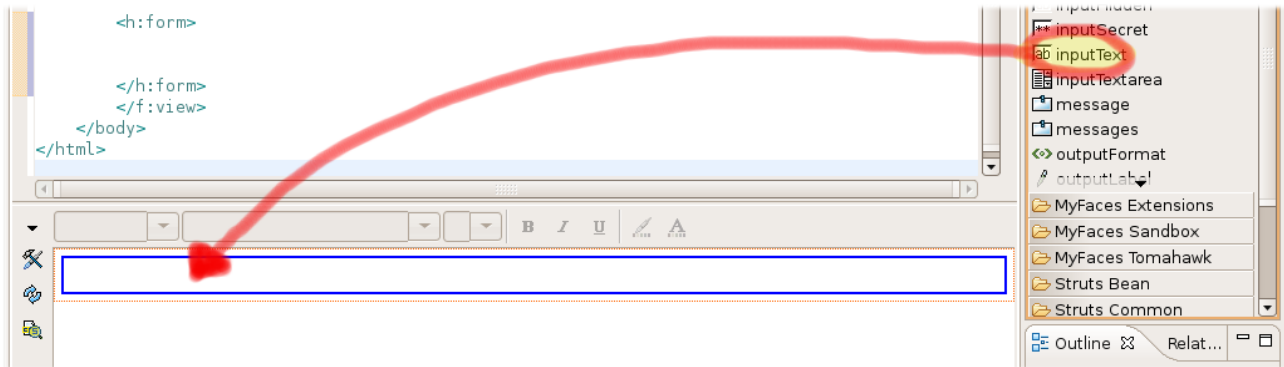 <h:form>
</h:form>
</f:view>
</body>
</html>
B I U A
inputHidden
inputSecret
inputText
inputTextarea
message
messages
outputFormat
outputLabel
MyFaces Extensions
MyFaces Sandbox
MyFaces Tomahawk
Struts Bean
Struts Common
Outline Relat...